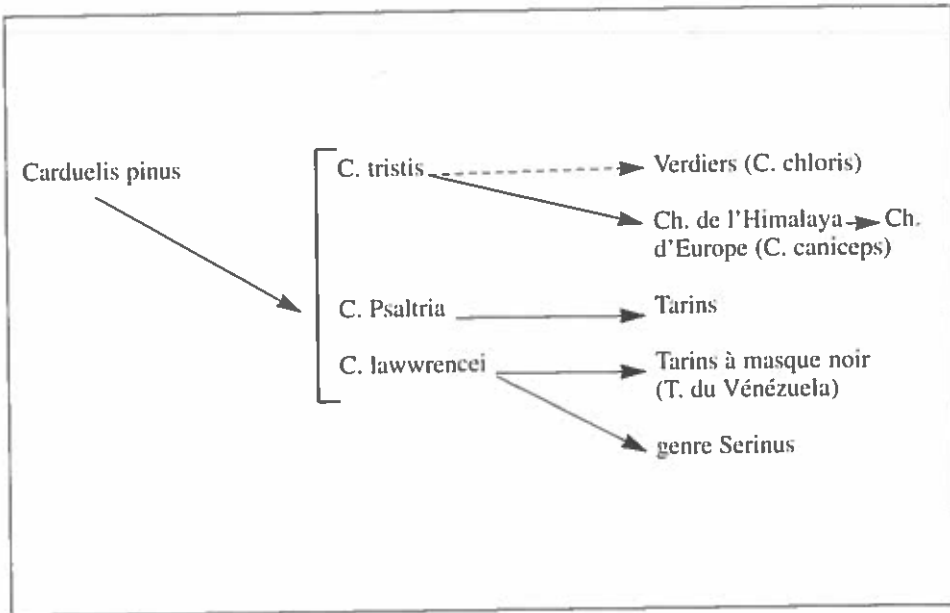 Carduelis pinus
C. tristis
Verdiers (C. chloris)
Ch. de l'Himalaya Ch.
d'Europe (C. caniceps)
C. Psaltria
Tarins
C. lawwrencei
Tarins à masque noir
(T. du Vénézuela)
genre Serinus